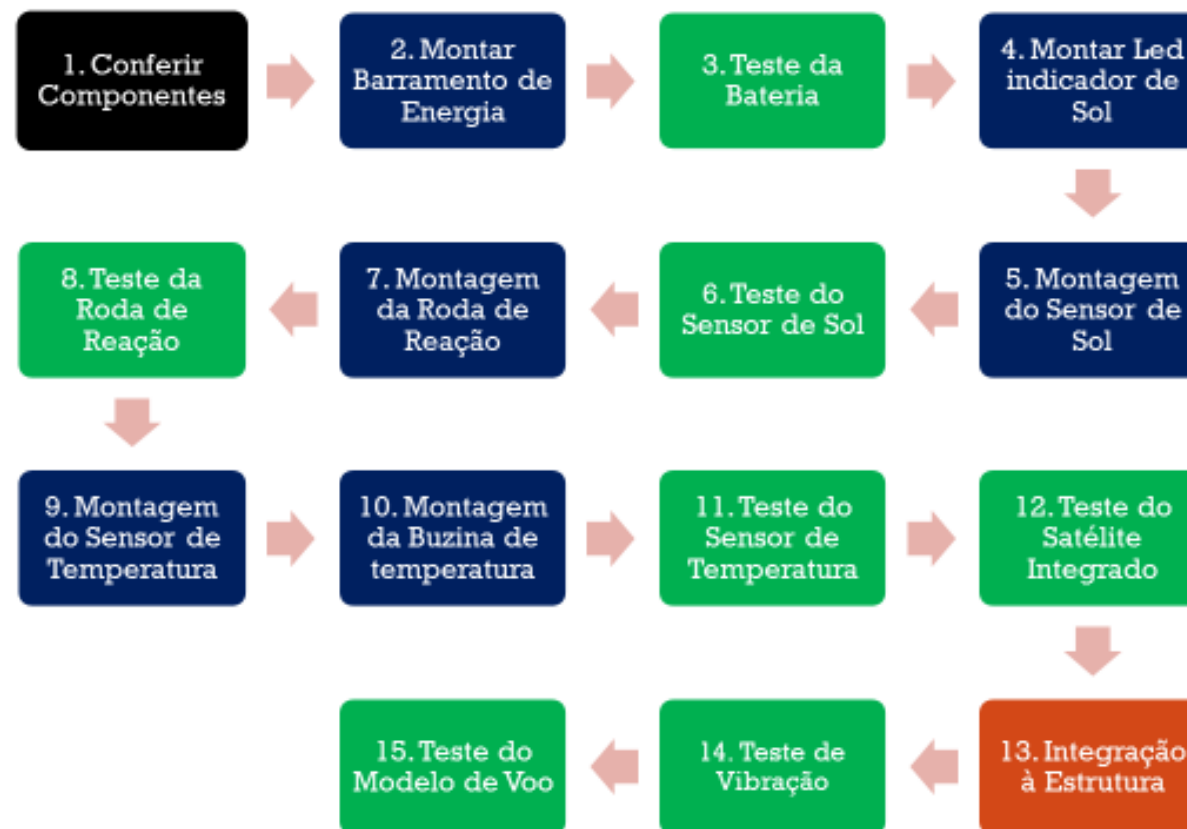 1. Conferir
Componentes
2. Montar
Barramento de
Energia
3. Teste da
Bateria
4. Montar Led
indicador de
Sol
5. Montagem
do Sensor de
Sol
6. Teste do
Sensor de Sol
7. Montagem
da Roda de
Reação
8. Teste da
Roda de
Reação
9. Montagem
do Sensor de
Temperatura
10. Montagem
da Buzina de
temperatura
11. Teste do
Sensor de
Temperatura
12. Teste do
Satélite
Integrado
13. Integração
à Estrutura
14. Teste de
Vibração
15. Teste do
Modelo de Voo